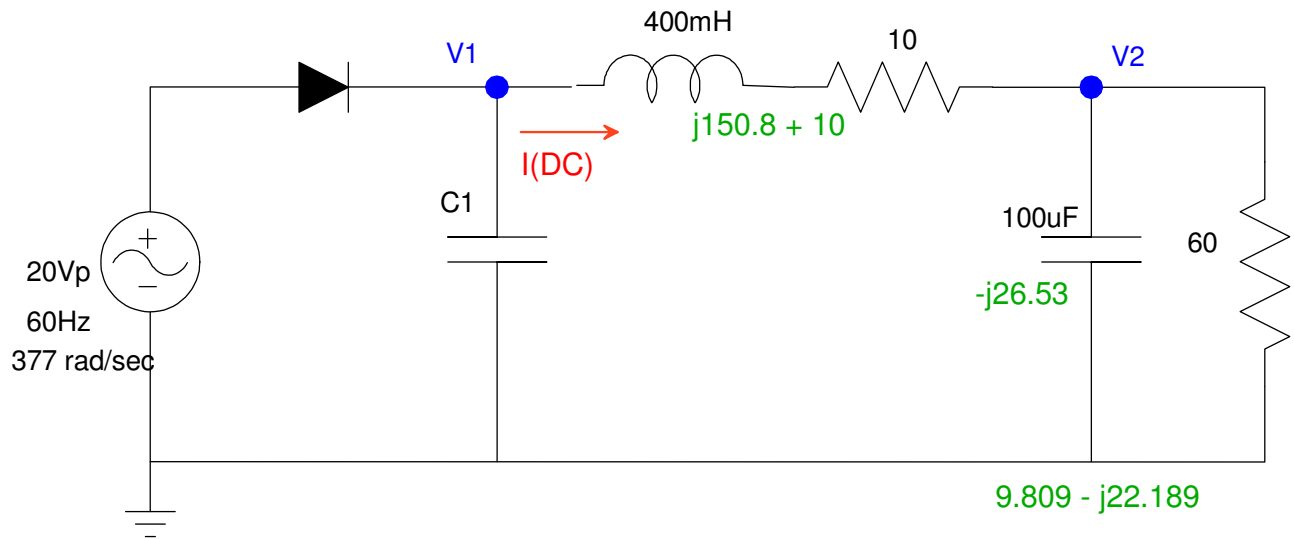 400mH
10
V1
V2
j150.8 + 10
I(DC)
C1
100uF
60
+
−
20Vp
-j26.53
60Hz
377 rad/sec
9.809 - j22.189